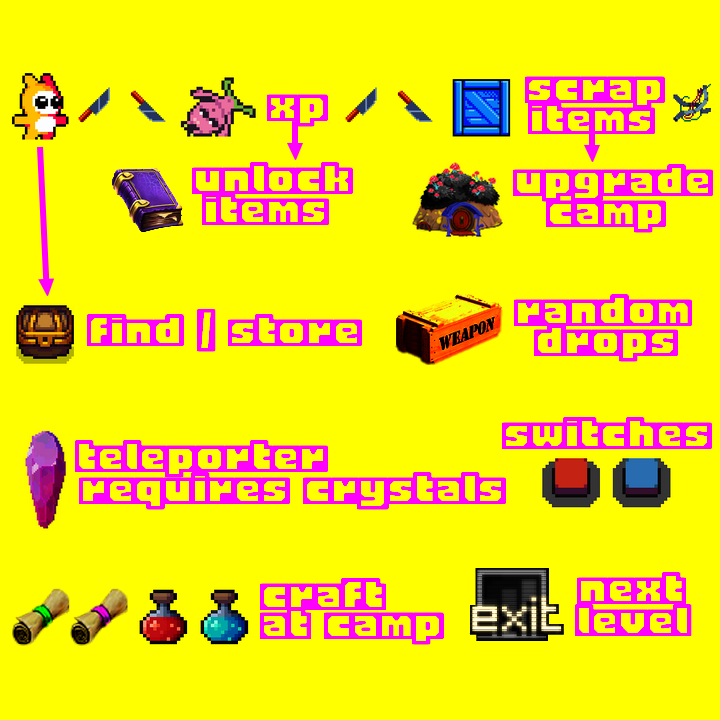 xp
scrap
items
unlock
items
upgrade
camp
find / store
WEAPON
random
drops
teleporter
requires crystals
switches
craft
at camp
exit
next
level